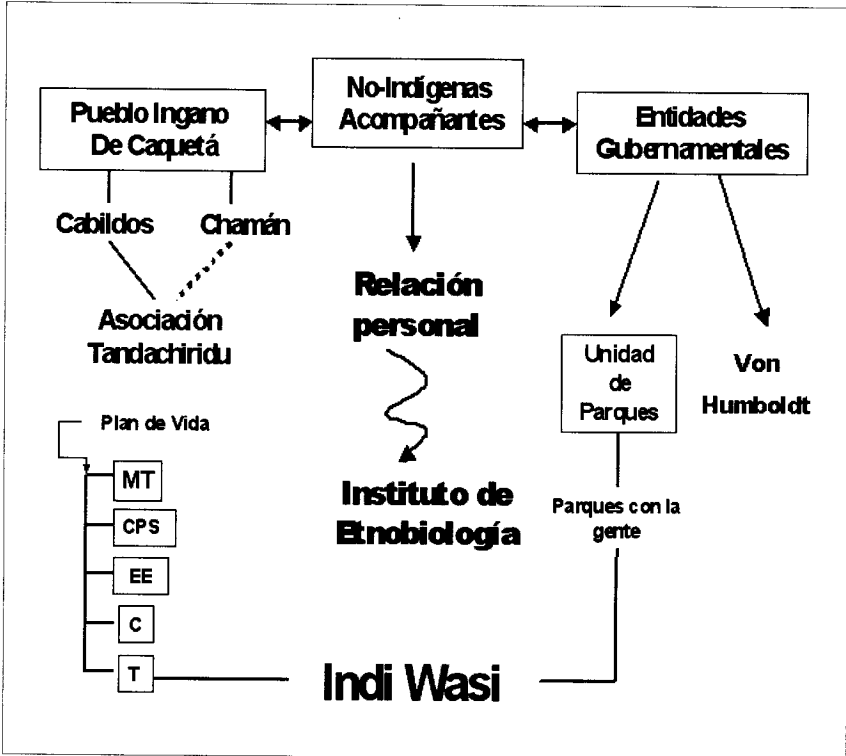 No-Indígenas
Acompañantes
Pueblo Ingano
De Caquetá
Entidades
Gubernamentales
Cabildos
Chamán
Asociación
Tandachiridu
Relación
personal
Unidad
de
Parques
Von
Humboldt
Plan de Vida
MT
CPS
EE
C
T
Instituto de
Etnobiología
Parques con la
gente
Indi Wasi